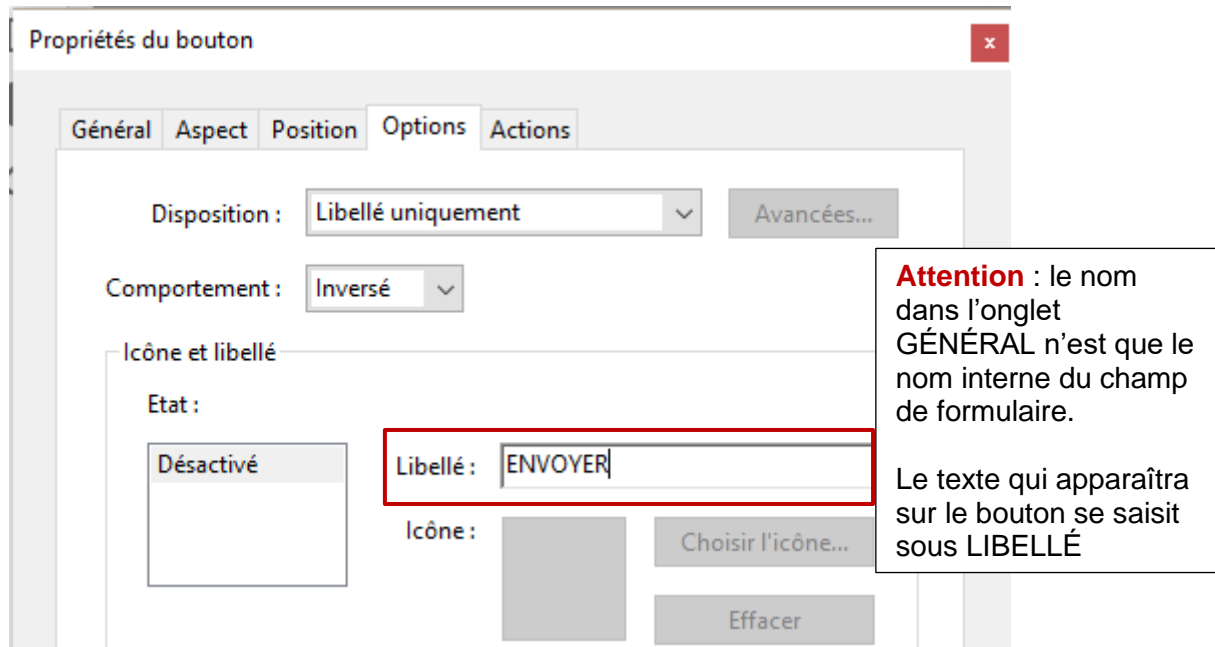 Propriétés du bouton
x
Général Aspect Position Options Actions
Disposition : Libellé uniquement Avancées...
Comportement : Inversé
Icône et libellé
Etat :
Désactivé
Libellé : ENVOYER
Icône : Choisir l'icône...
Effacer
Attention : le nom
dans l’onglet
GÉNÉRAL n’est que le
nom interne du champ
de formulaire.
Le texte qui apparaîtra
sur le bouton se saisit
sous LIBELLÉ